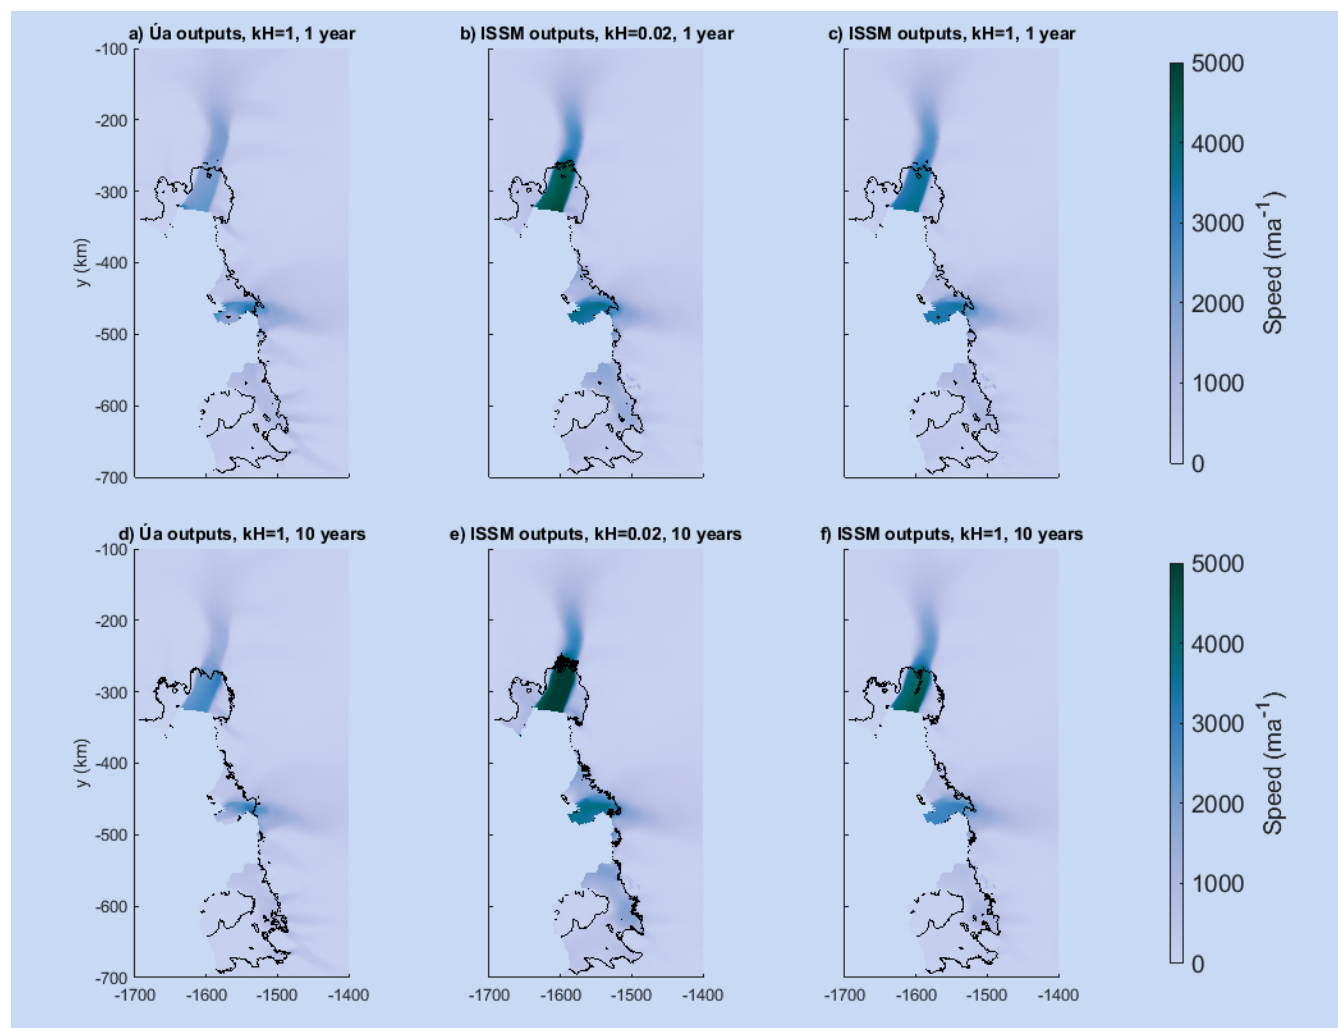 a) Úa outputs, kH=1, 1 year
b) ISSM outputs, kH=0.02, 1 year
c) ISSM outputs, kH=1, 1 year
-100
-200
-300
-400
-500
-600
-700
y (km)
5000
4000
3000
2000
1000
0
Speed (ma⁻¹)
d) Úa outputs, kH=1, 10 years
e) ISSM outputs, kH=0.02, 10 years
f) ISSM outputs, kH=1, 10 years
-100
-200
-300
-400
-500
-600
-700
y (km)
-1700 -1600 -1500 -1400
-1700 -1600 -1500 -1400
-1700 -1600 -1500 -1400
5000
4000
3000
2000
1000
0
Speed (ma⁻¹)